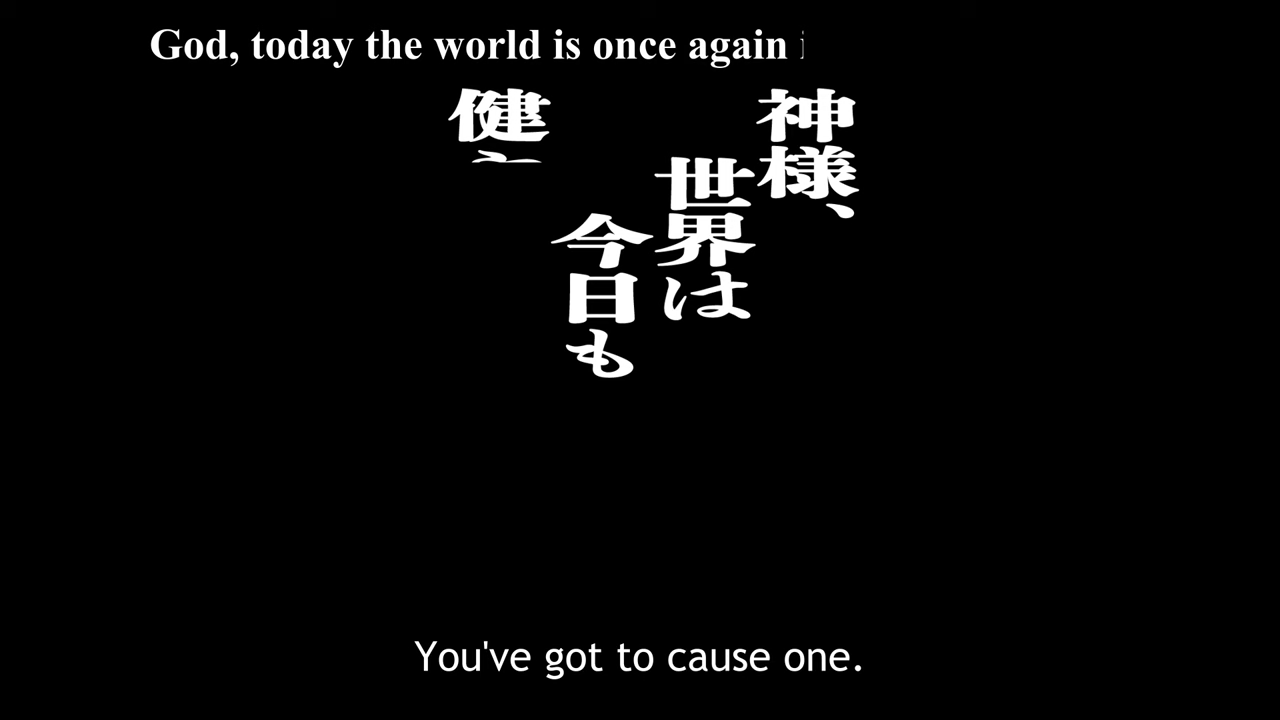 God, today the world is once again
神様、
世界は
今日も
健
You've got to cause one.